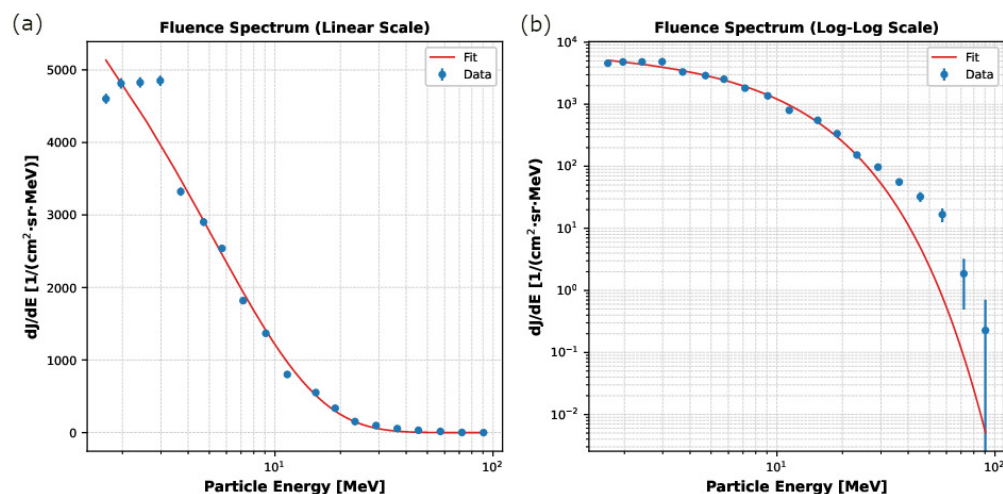 (a)
Fluence Spectrum (Linear Scale)
Fit
Data
5000
4000
3000
2000
1000
0
dJ/dE [1/(cm²·sr·MeV)]
10¹
10²
Particle Energy [MeV]
(b)
Fluence Spectrum (Log-Log Scale)
Fit
Data
10⁴
10³
10²
10¹
10⁰
10⁻¹
10⁻²
dJ/dE [1/(cm²·sr·MeV)
10¹
10²
Particle Energy [MeV]